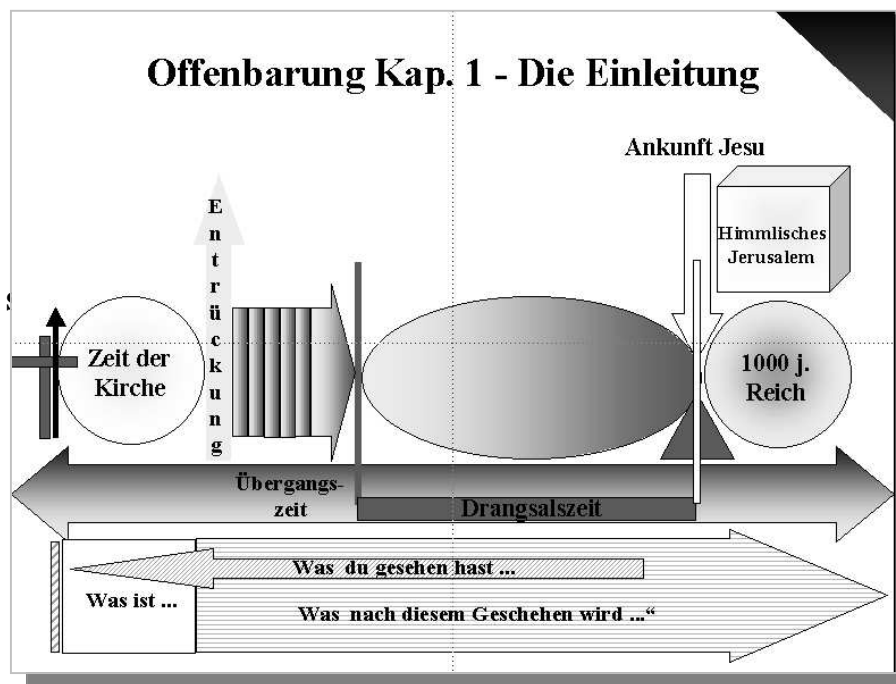 Offenbarung Kap. 1 - Die Einleitung
Ankunft Jesu
Himmlisches
Jerusalem
Entrückung
Zeit der
Kirche
1000 j.
Reich
Übergangs-
zeit
Drangsalszeit
Was du gesehen hast ...
Was ist ...
Was nach diesem Geschehen wird ...“